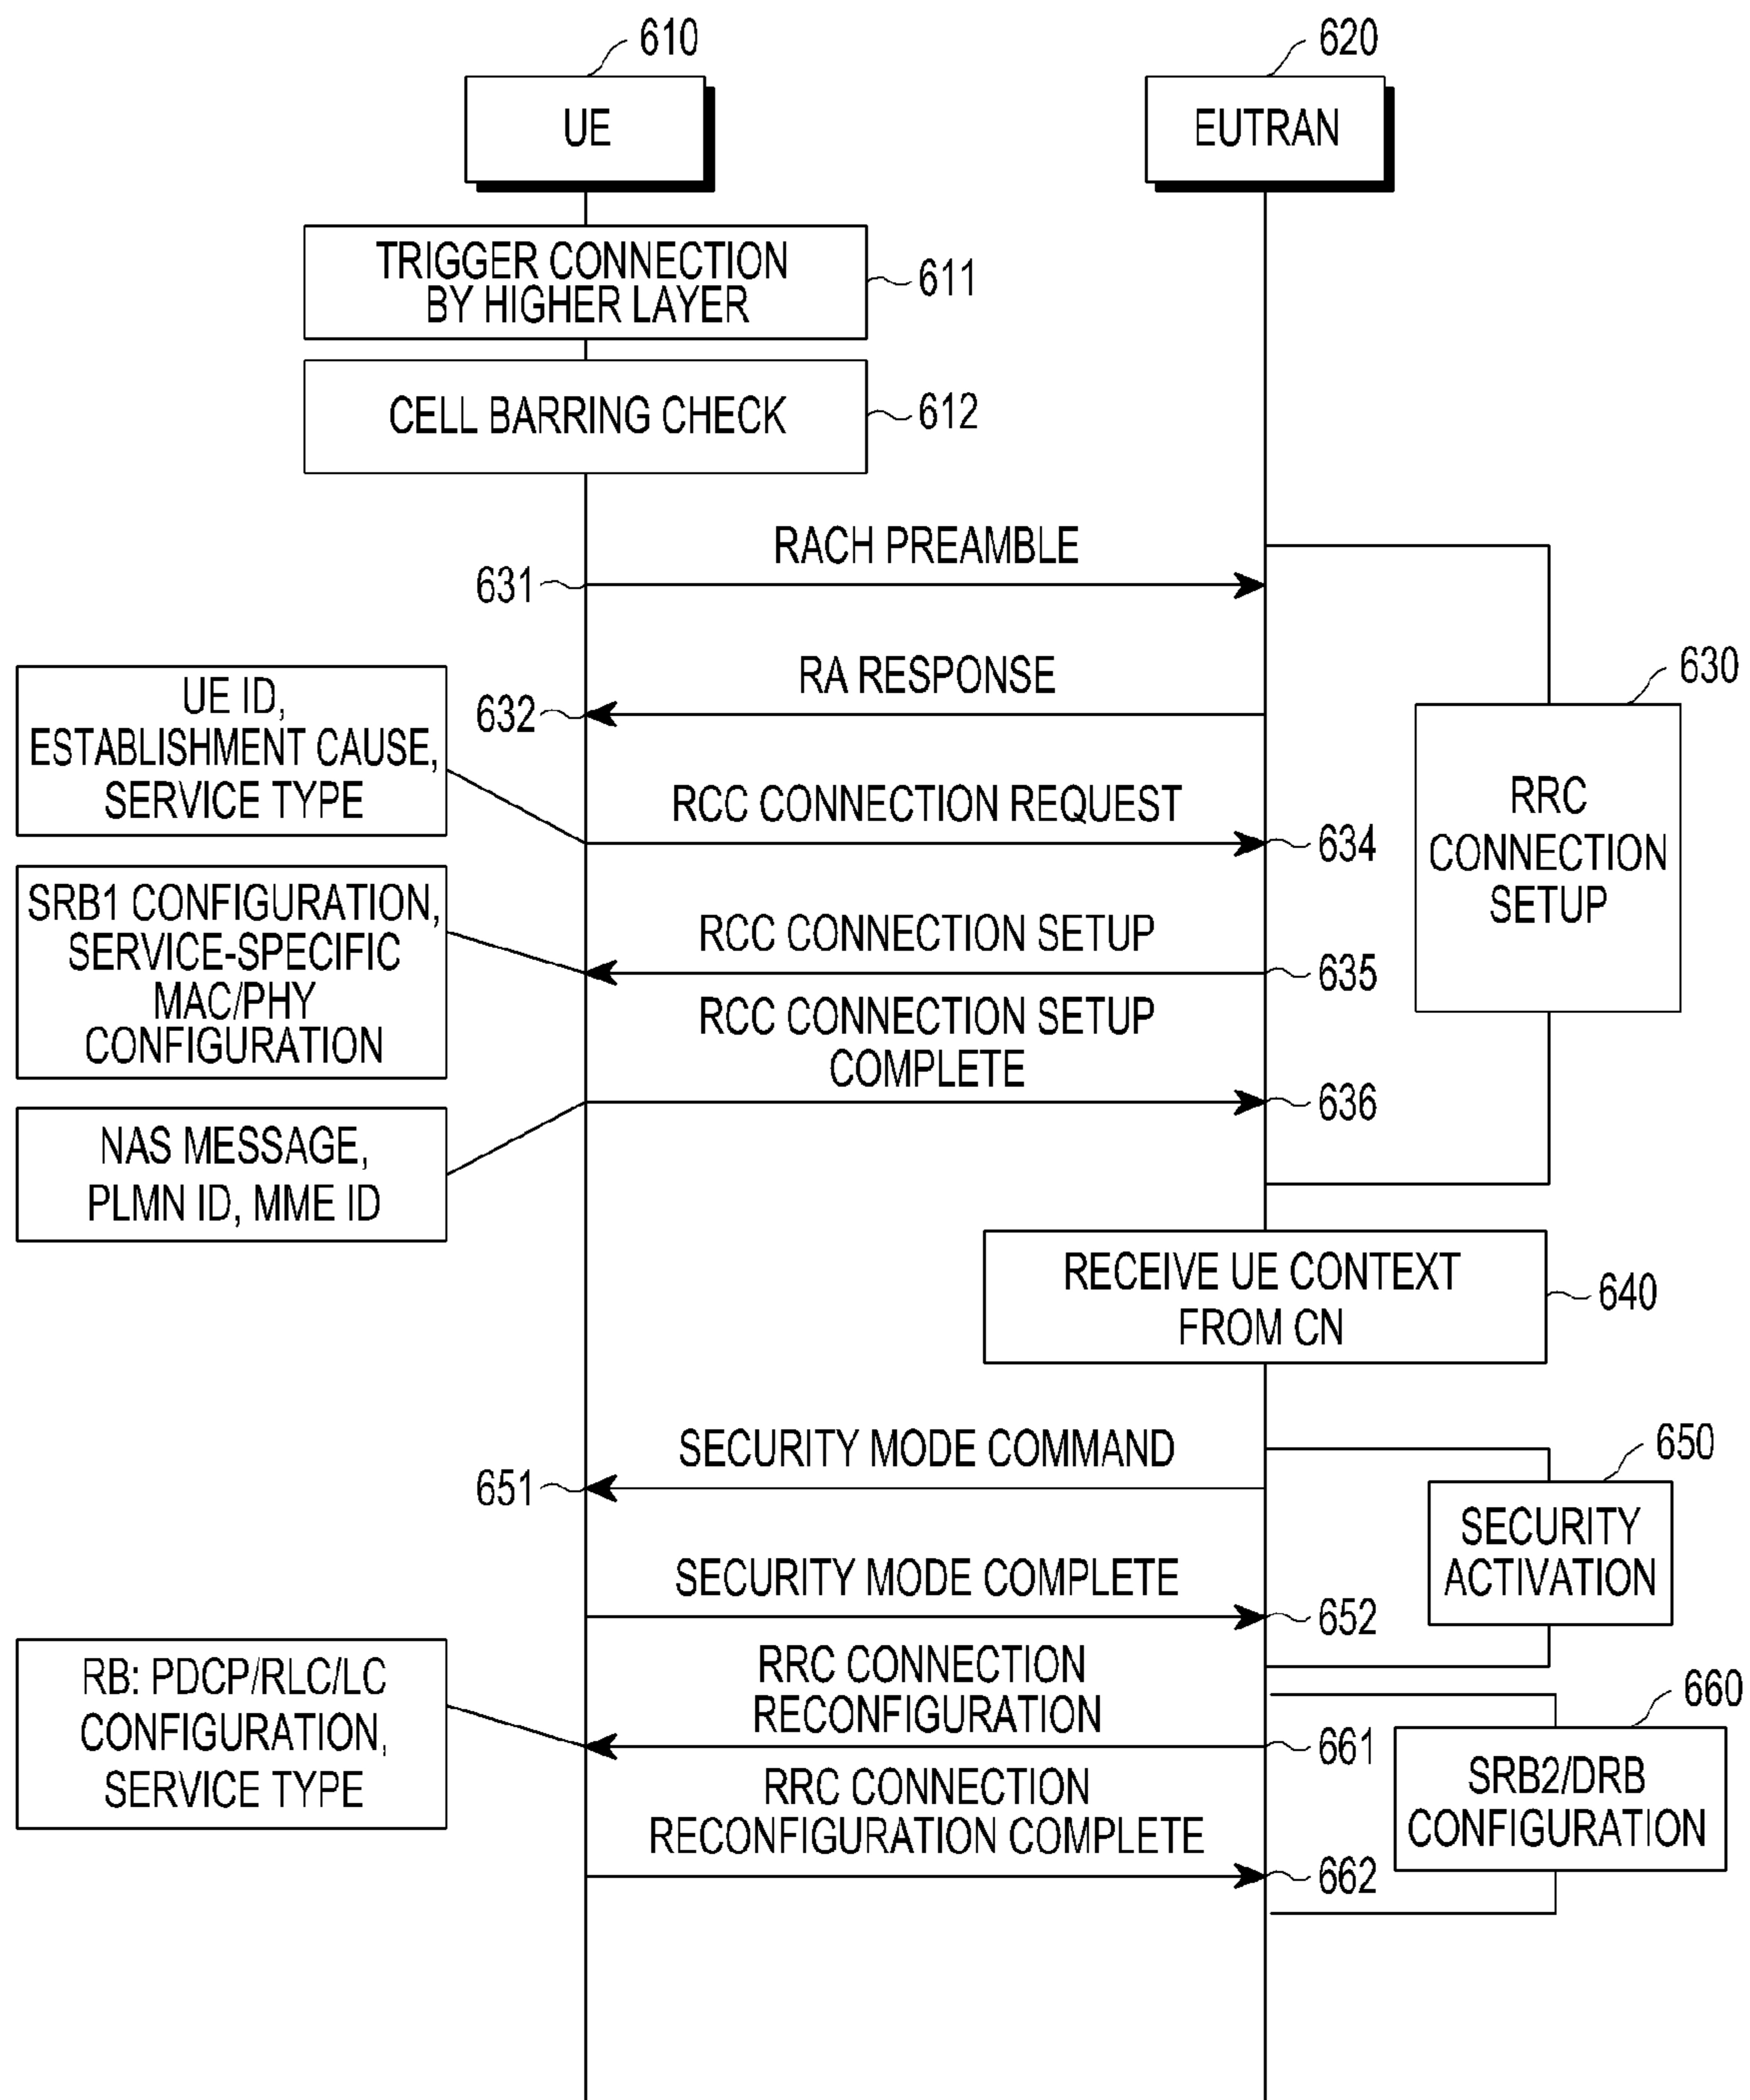 610
620
UE
EUTRAN
TRIGGER CONNECTION
BY HIGHER LAYER
611
CELL BARRING CHECK
612
RACH PREAMBLE
631
RA RESPONSE
632
630
UE ID,
ESTABLISHMENT CAUSE,
SERVICE TYPE
RCC CONNECTION REQUEST
634
RRC
CONNECTION
SETUP
SRB1 CONFIGURATION,
SERVICE-SPECIFIC
MAC/PHY
CONFIGURATION
RCC CONNECTION SETUP
635
RCC CONNECTION SETUP
COMPLETE
636
NAS MESSAGE,
PLMN ID, MME ID
RECEIVE UE CONTEXT
FROM CN
640
SECURITY MODE COMMAND
651
650
SECURITY
ACTIVATION
SECURITY MODE COMPLETE
652
RB: PDCP/RLC/LC
CONFIGURATION,
SERVICE TYPE
RRC CONNECTION
RECONFIGURATION
661
660
SRB2/DRB
CONFIGURATION
RRC CONNECTION
RECONFIGURATION COMPLETE
662